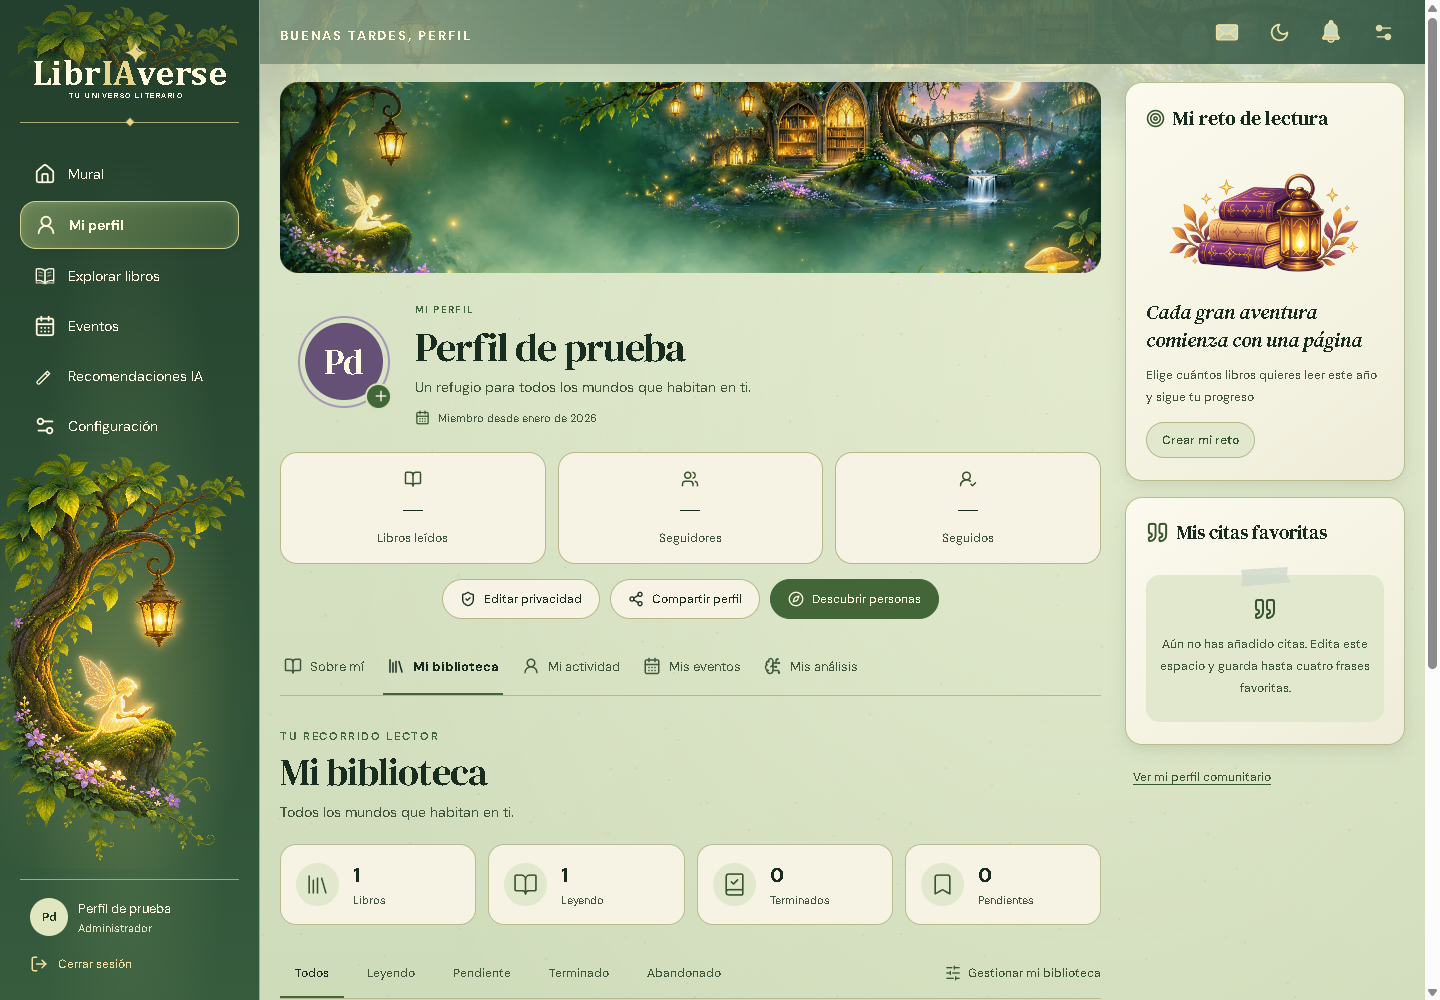 LibrIAverse
TU UNIVERSO LITERARIO
Mural
Mi perfil
Explorar libros
Eventos
Recomendaciones IA
Configuración
Pd
Perfil de prueba
Administrador
Cerrar sesión
BUENAS TARDES, PERFIL
Pd
MI PERFIL
Perfil de prueba
Un refugio para todos los mundos que habitan en ti.
Miembro desde enero de 2026
—
Libros leídos
—
Seguidores
—
Seguidos
Editar privacidad
Compartir perfil
Descubrir personas
Sobre mí
Mi biblioteca
Mi actividad
Mis eventos
Mis análisis
TU RECORRIDO LECTOR
Mi biblioteca
Todos los mundos que habitan en ti.
1
Libros
1
Leyendo
0
Terminados
0
Pendientes
Todos
Leyendo
Pendiente
Terminado
Abandonado
Gestionar mi biblioteca
Mi reto de lectura
Cada gran aventura
comienza con una página
Elige cuántos libros quieres leer este año
y sigue tu progreso
Crear mi reto
Mis citas favoritas
Aún no has añadido citas. Edita este
espacio y guarda hasta cuatro frases
favoritas.
Ver mi perfil comunitario